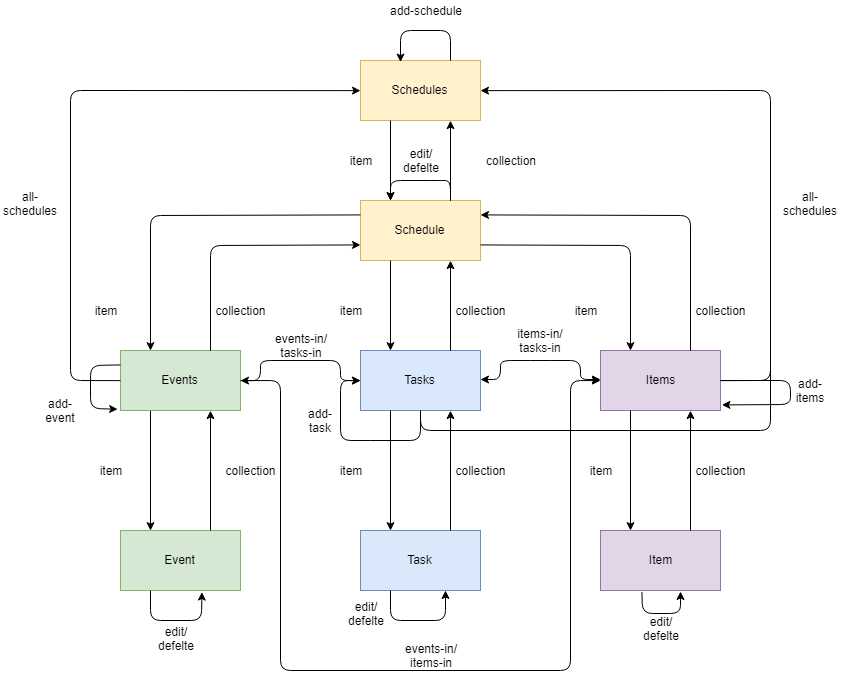 add-schedule
Schedules
item
edit/
defelte
collection
all-
schedules
all-
schedules
Schedule
item
collection
item
collection
item
collection
events-in/
tasks-in
items-in/
tasks-in
Events
Tasks
Items
add-
event
add-
task
add-
items
item
collection
item
collection
item
collection
Event
Task
Item
edit/
defelte
edit/
defelte
edit/
defelte
events-in/
items-in